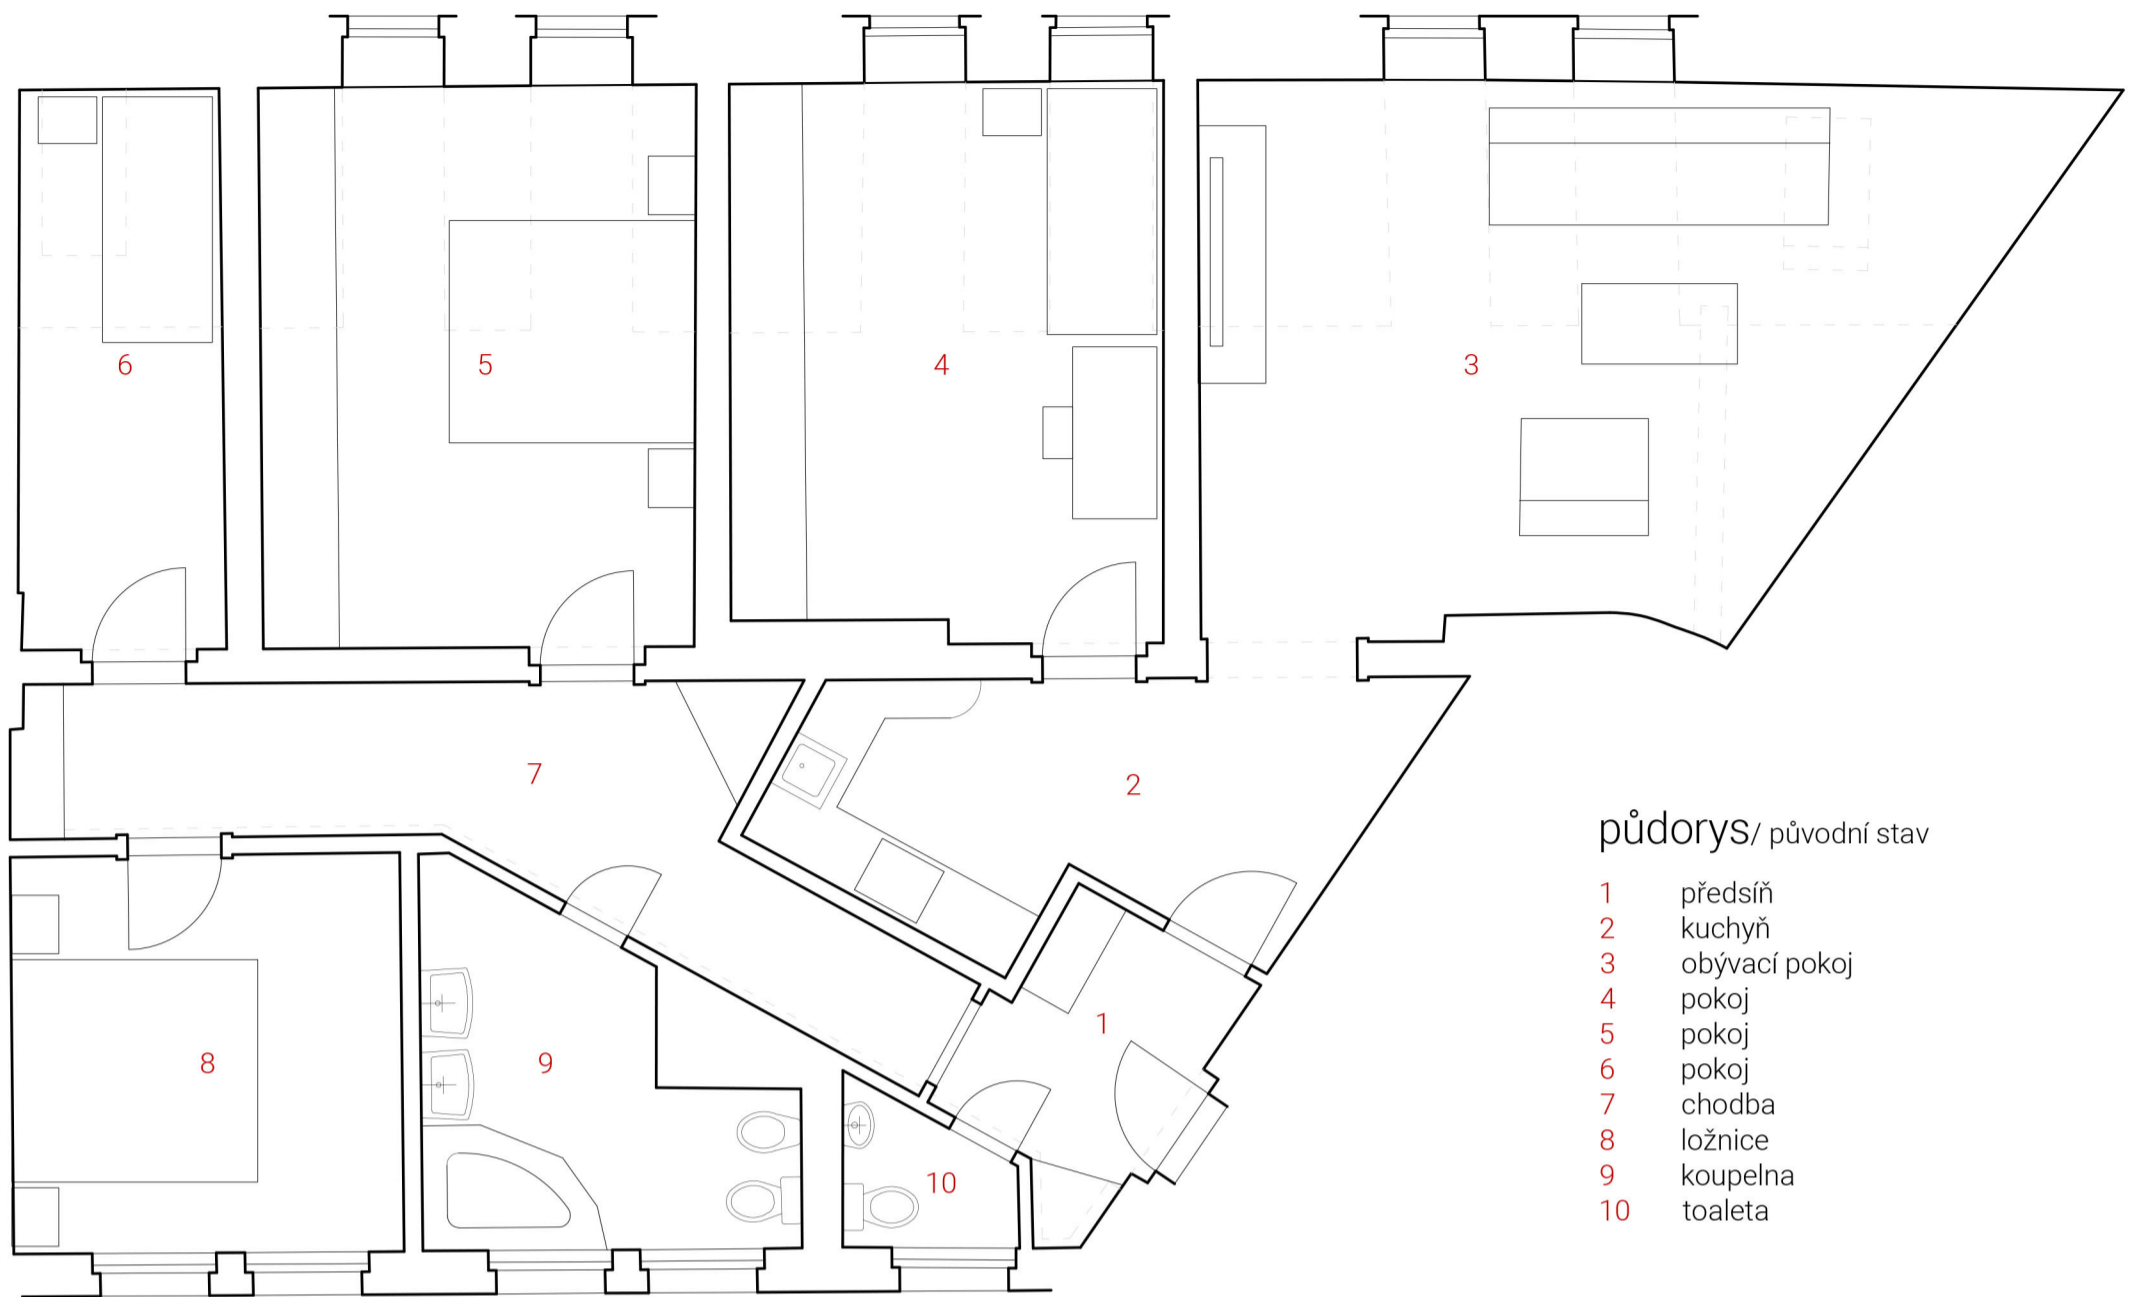 6
5
4
3
7
2
8
9
1
10
půdorys/ původní stav
1 předsíň
2 kuchyň
3 obývací pokoj
4 pokoj
5 pokoj
6 pokoj
7 chodba
8 ložnice
9 koupelna
10 toaleta